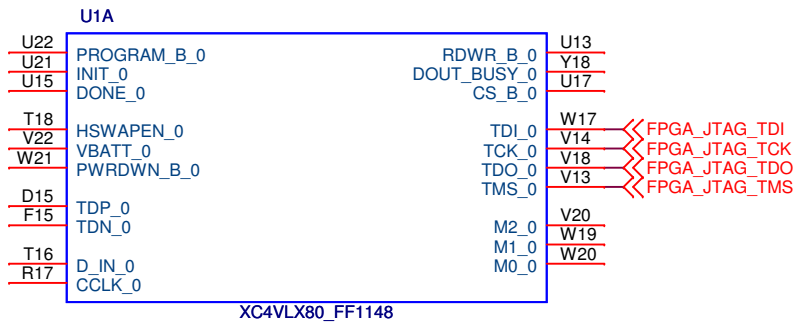 U1A
U22 PROGRAM_B_0 RDWR_B_0 U13
U21 INIT_0 DOUT_BUSY_0 Y18
U15 DONE_0 CS_B_0 U17
T18 HSWAPEN_0 TDI_0 W17 FPGA_JTAG_TDI
V22 VBATT_0 TCK_0 V14 FPGA_JTAG_TCK
W21 PWRDWN_B_0 TDO_0 V18 FPGA_JTAG_TDO
TMS_0 V13 FPGA_JTAG_TMS
D15 TDP_0
F15 TDN_0 M2_0 V20
M1_0 W19
T16 D_IN_0 M0_0 W20
R17 CCLK_0
XC4VLX80_FF1148